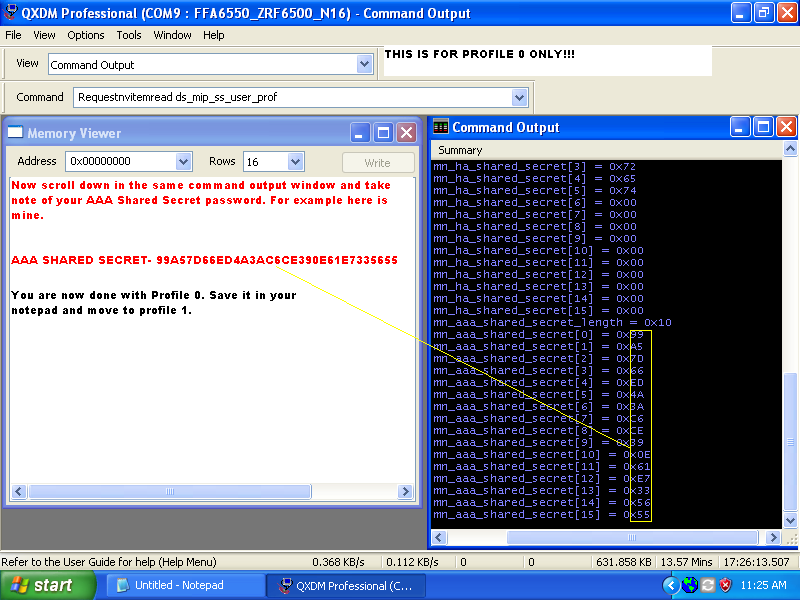 QXDM Professional (COM9 : FFA6550_ZRF6500_N16) - Command Output
File View Options Tools Window Help
View Command Output
THIS IS FOR PROFILE 0 ONLY!!!
Command Requestnvitemread ds_mip_ss_user_prof
Memory Viewer
Address 0x00000000 Rows 16 Write
Now scroll down in the same command output window and take
note of your AAA Shared Secret password. For example here is
mine.
AAA SHARED SECRET- 99A57D66ED4A3AC6CE390E61E7335655
You are now done with Profile 0. Save it in your
notepad and move to profile 1.
Command Output
Summary
mn_ha_shared_secret[3] = 0x72
mn_ha_shared_secret[4] = 0x65
mn_ha_shared_secret[5] = 0x74
mn_ha_shared_secret[6] = 0x00
mn_ha_shared_secret[7] = 0x00
mn_ha_shared_secret[8] = 0x00
mn_ha_shared_secret[9] = 0x00
mn_ha_shared_secret[10] = 0x00
mn_ha_shared_secret[11] = 0x00
mn_ha_shared_secret[12] = 0x00
mn_ha_shared_secret[13] = 0x00
mn_ha_shared_secret[14] = 0x00
mn_ha_shared_secret[15] = 0x00
mn_aaa_shared_secret_length = 0x10
mn_aaa_shared_secret[0] = 0x99
mn_aaa_shared_secret[1] = 0xA5
mn_aaa_shared_secret[2] = 0x7D
mn_aaa_shared_secret[3] = 0x66
mn_aaa_shared_secret[4] = 0xED
mn_aaa_shared_secret[5] = 0x4A
mn_aaa_shared_secret[6] = 0x3A
mn_aaa_shared_secret[7] = 0xC6
mn_aaa_shared_secret[8] = 0xCE
mn_aaa_shared_secret[9] = 0x39
mn_aaa_shared_secret[10] = 0x0E
mn_aaa_shared_secret[11] = 0x61
mn_aaa_shared_secret[12] = 0xE7
mn_aaa_shared_secret[13] = 0x33
mn_aaa_shared_secret[14] = 0x56
mn_aaa_shared_secret[15] = 0x55
Refer to the User Guide for help (Help Menu) 0.368 KB/s 0.112 KB/s 0 0 631.858 KB 13.57 Mins 17:26:13.507
start Untitled - Notepad QXDM Professional (C... 11:25 AM